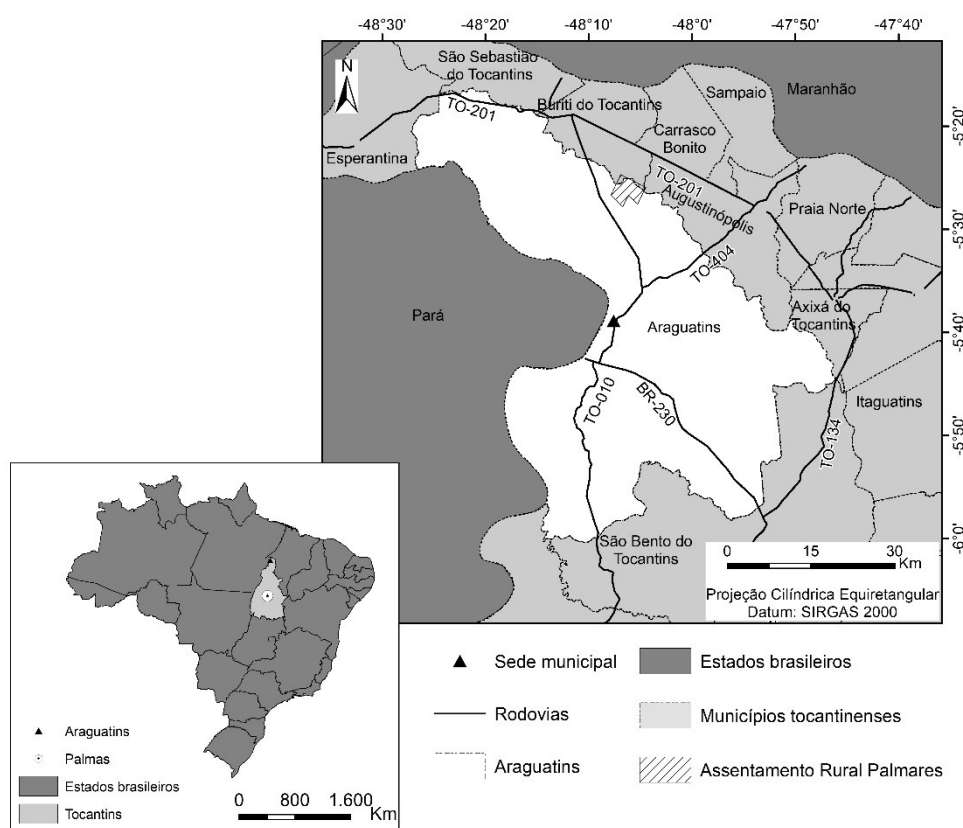 -48°30'
-48°20'
-48°10'
-48°0'
-47°50'
-47°40'
N
São Sebastião
do Tocantins
TO-201
Buriti do Tocantins
Sampaio
Maranhão
-5°20'
Carrasco
Bonito
Esperantina
TO-201
Augustinópolis
Praia Norte
-5°30'
TO-404
Pará
Araguatins
Axixá do
Tocantins
-5°40'
TO-010
BR-230
Itaguatins
TO-134
-5°50'
São Bento do
Tocantins
-6°0'
0 15 30
Km
Projeção Cilíndrica Equiretangular
Datum: SIRGAS 2000
Sede municipal
Estados brasileiros
Rodovias
Municípios tocantinenses
Araguatins
Assentamento Rural Palmares
Araguatins
Palmas
Estados brasileiros
Tocantins
0 800 1.600
Km